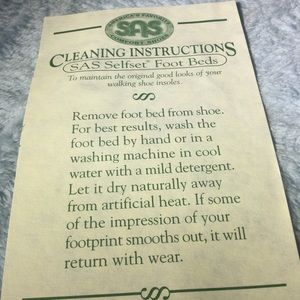 AMERICA'S FAVORITE
SAS
COMFORT SHOES
CLEANING INSTRUCTIONS
SAS Selfset® Foot Beds
To maintain the original good looks of your
walking shoe insoles.
Remove foot bed from shoe.
For best results, wash the
foot bed by hand or in a
washing machine in cool
water with a mild detergent.
Let it dry naturally away
from artificial heat. If some
of the impression of your
footprint smooths out, it will
return with wear.